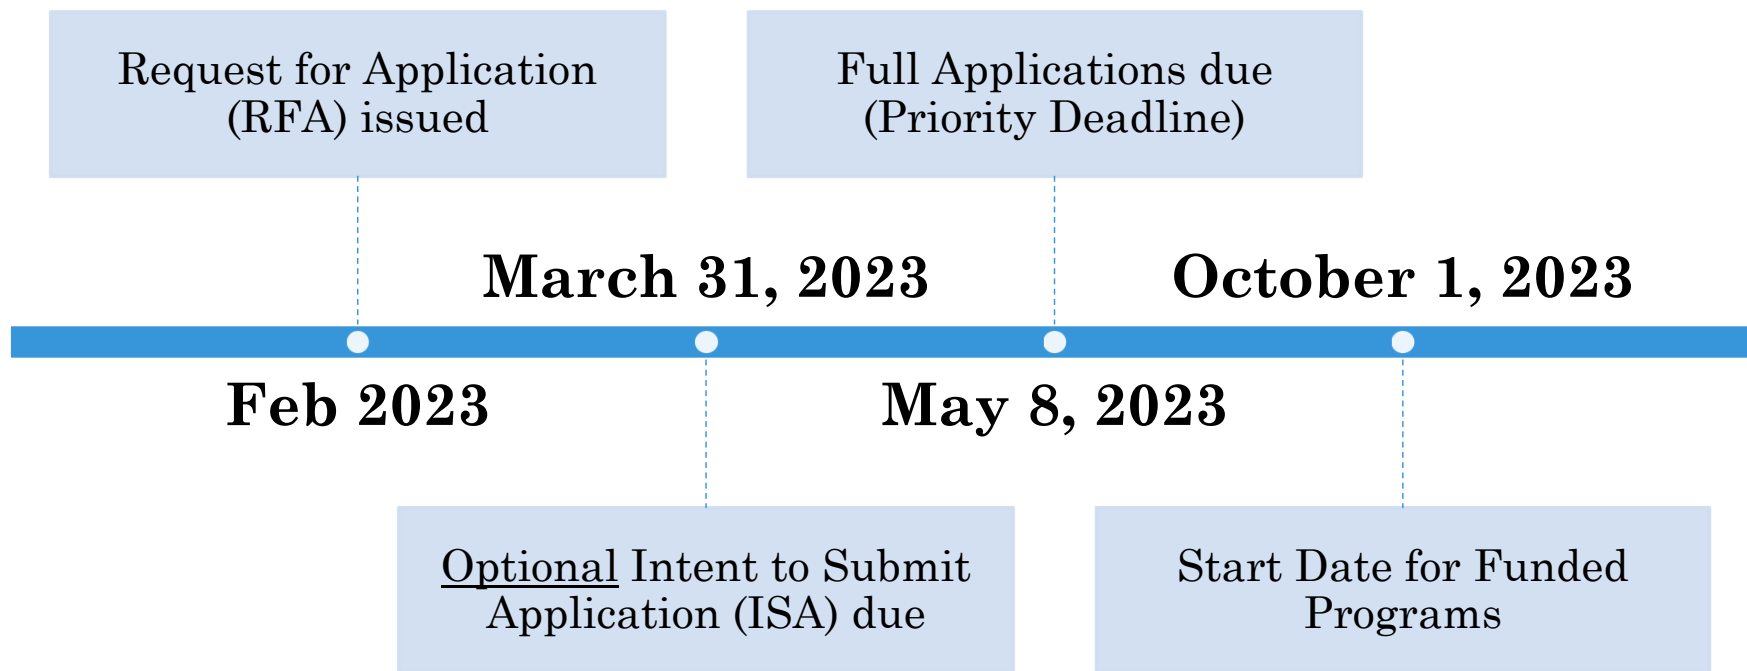 Request for Application
(RFA) issued
Full Applications due
(Priority Deadline)
March 31, 2023
October 1, 2023
Feb 2023
May 8, 2023
Optional Intent to Submit
Application (ISA) due
Start Date for Funded
Programs